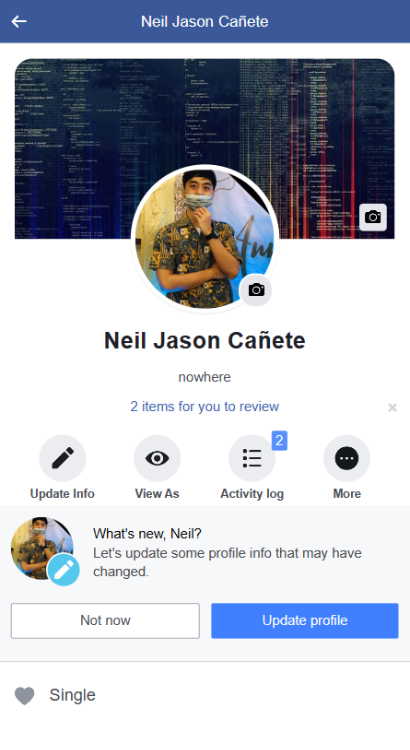 Neil Jason Cañete
Neil Jason Cañete
nowhere
2 items for you to review
2
Update Info
View As
Activity log
More
What's new, Neil?
Let's update some profile info that may have
changed.
Not now
Update profile
Single